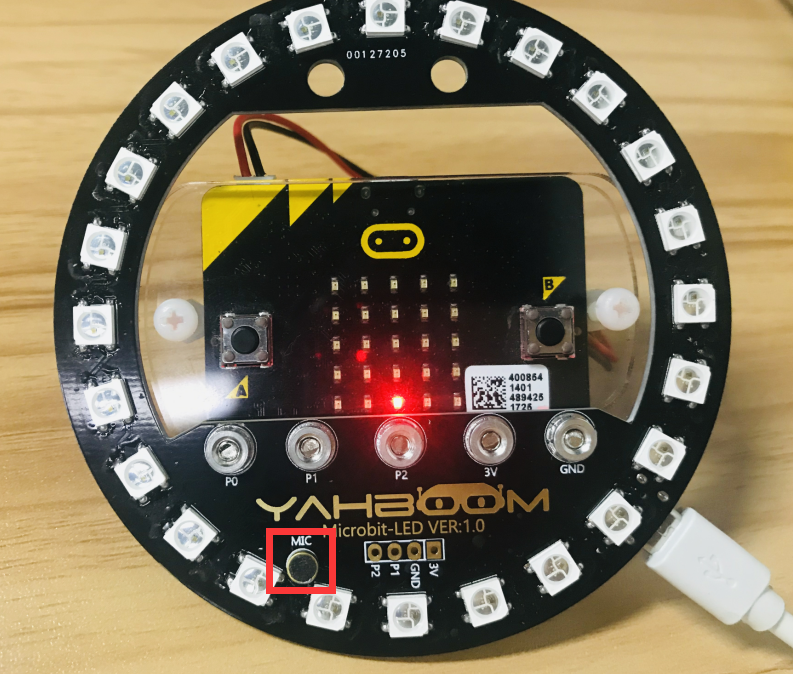 00127205
B
A
400864
1401
489425
1725
P0 P1 P2 3V GND
YAHBOOM
Microbit-LED VER:1.0
MIC
P2 P1 GND 3V